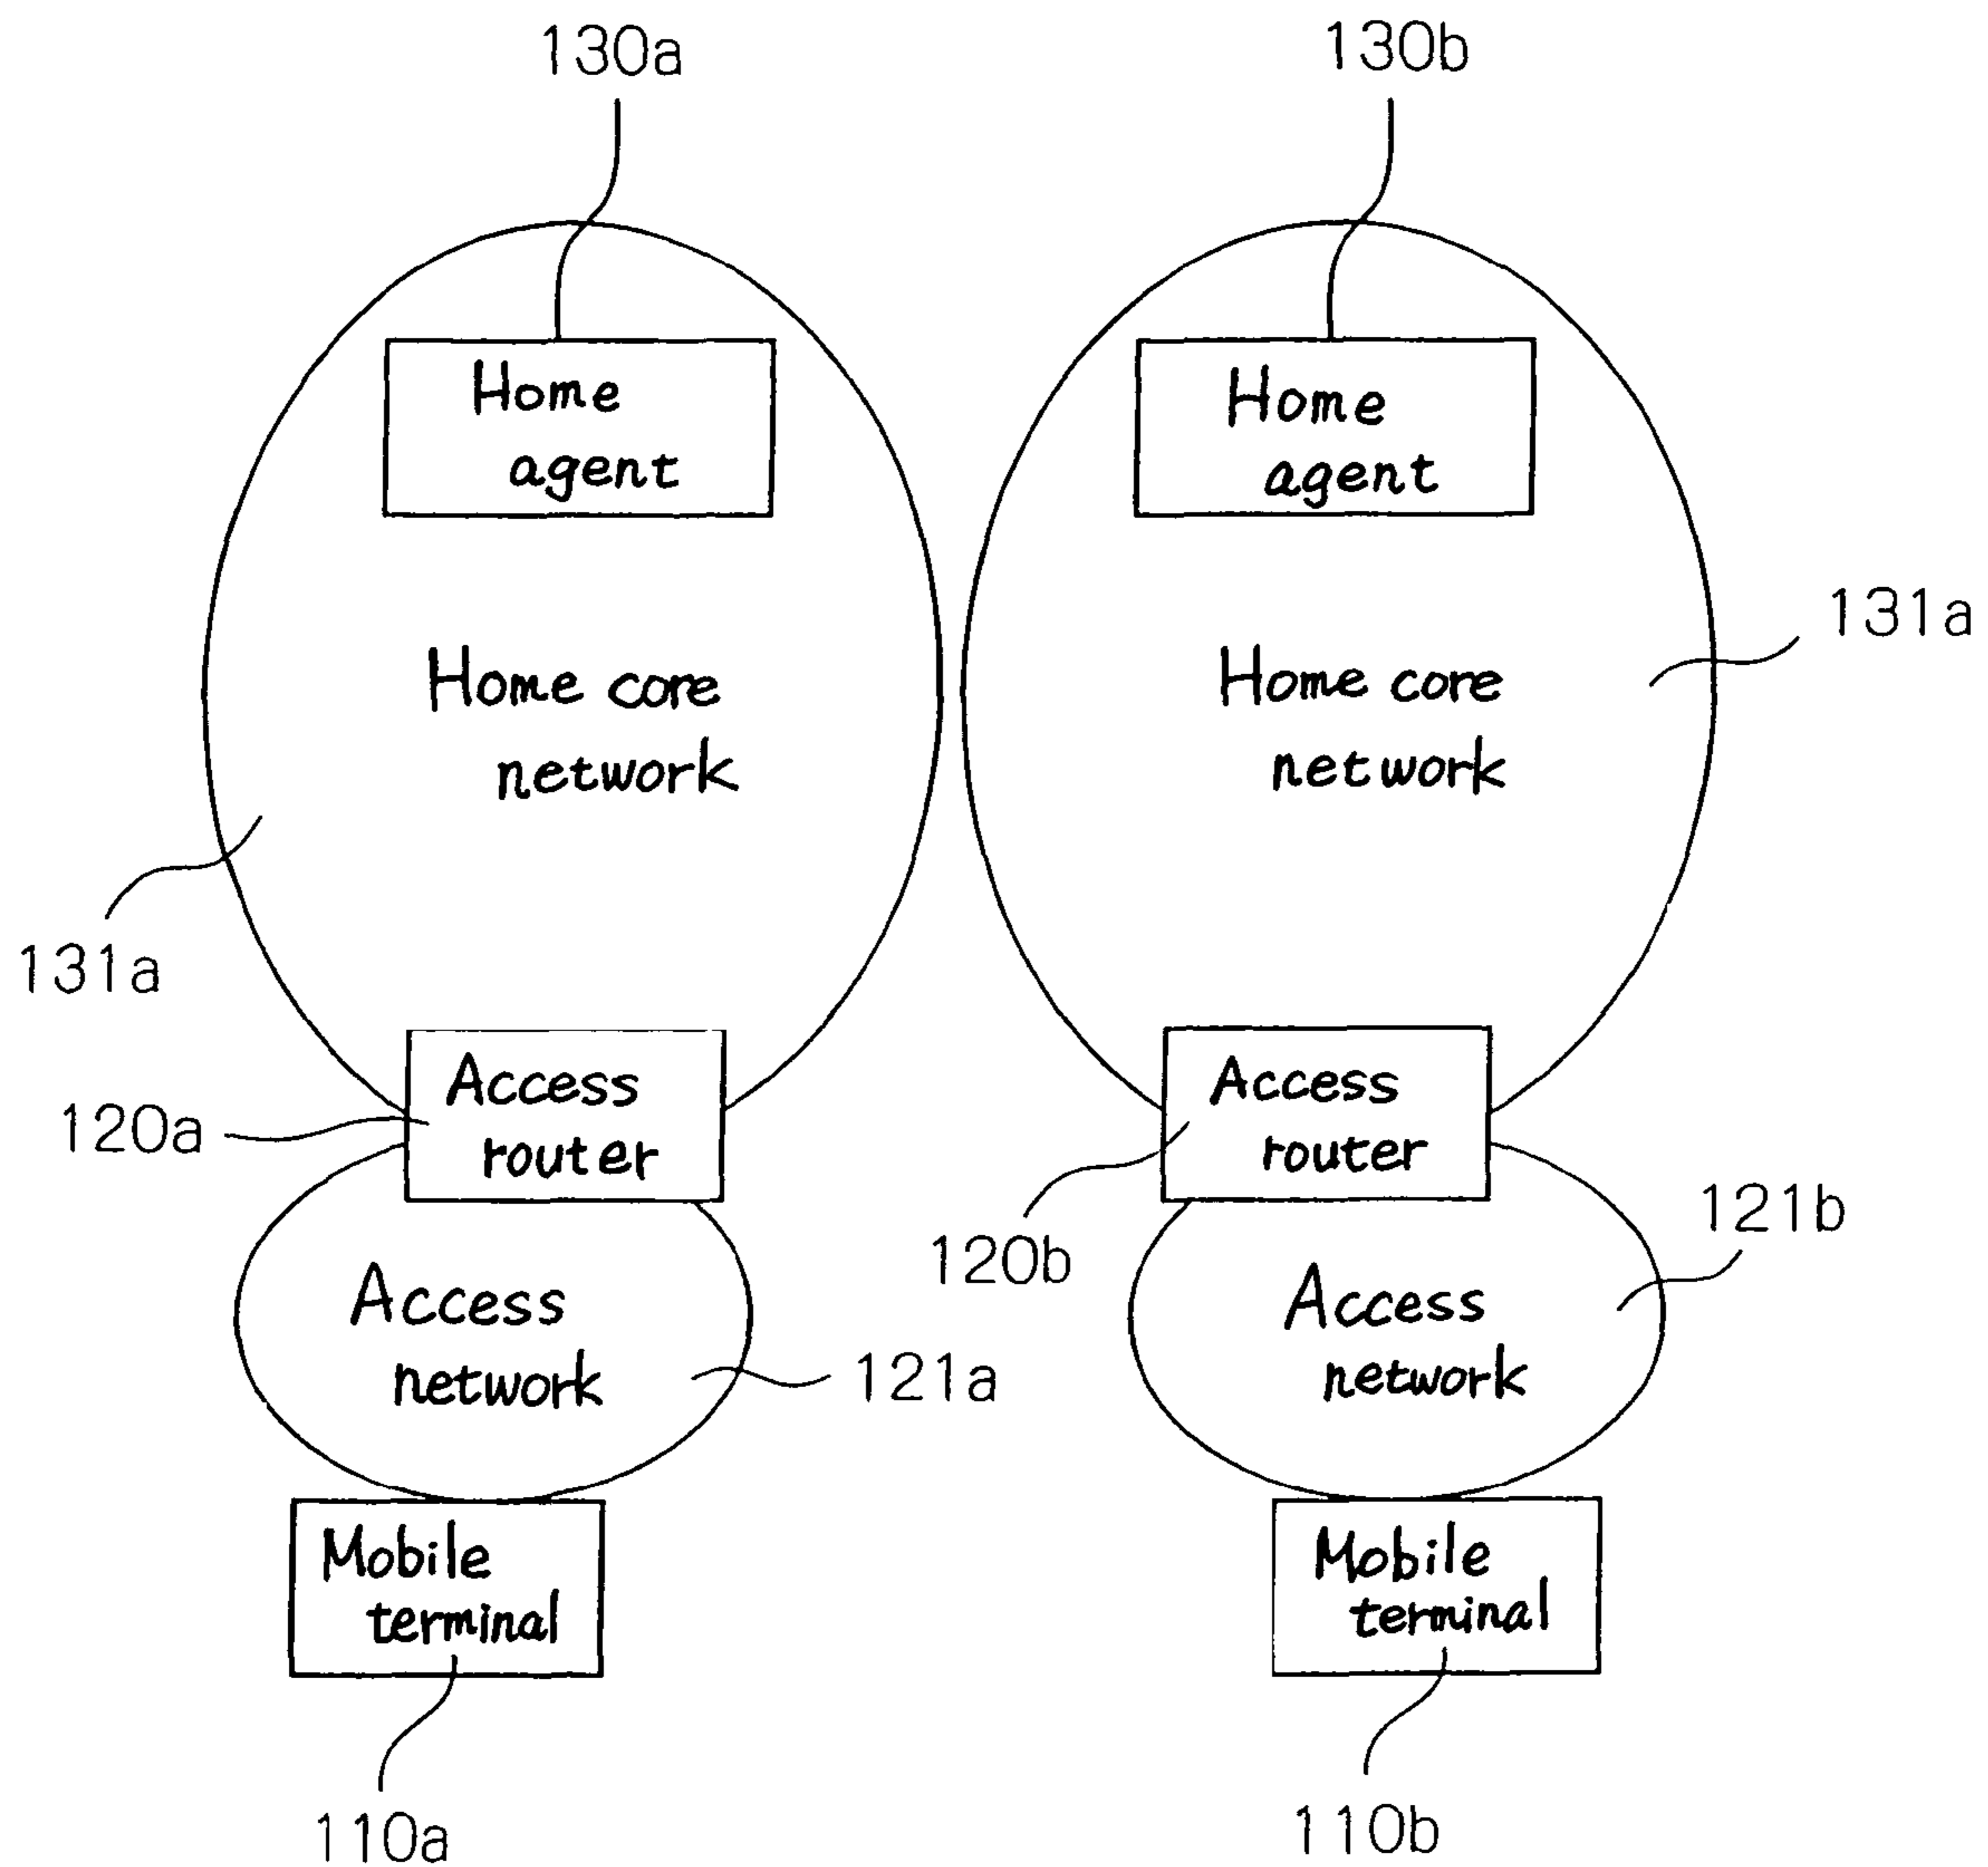 130a
130b
Home
agent
Home
agent
131a
Home core
network
Home core
network
131a
Access
router
Access
router
120a
121b
120b
Access
network
Access
network
121a
Mobile
terminal
Mobile
terminal
110a
110b